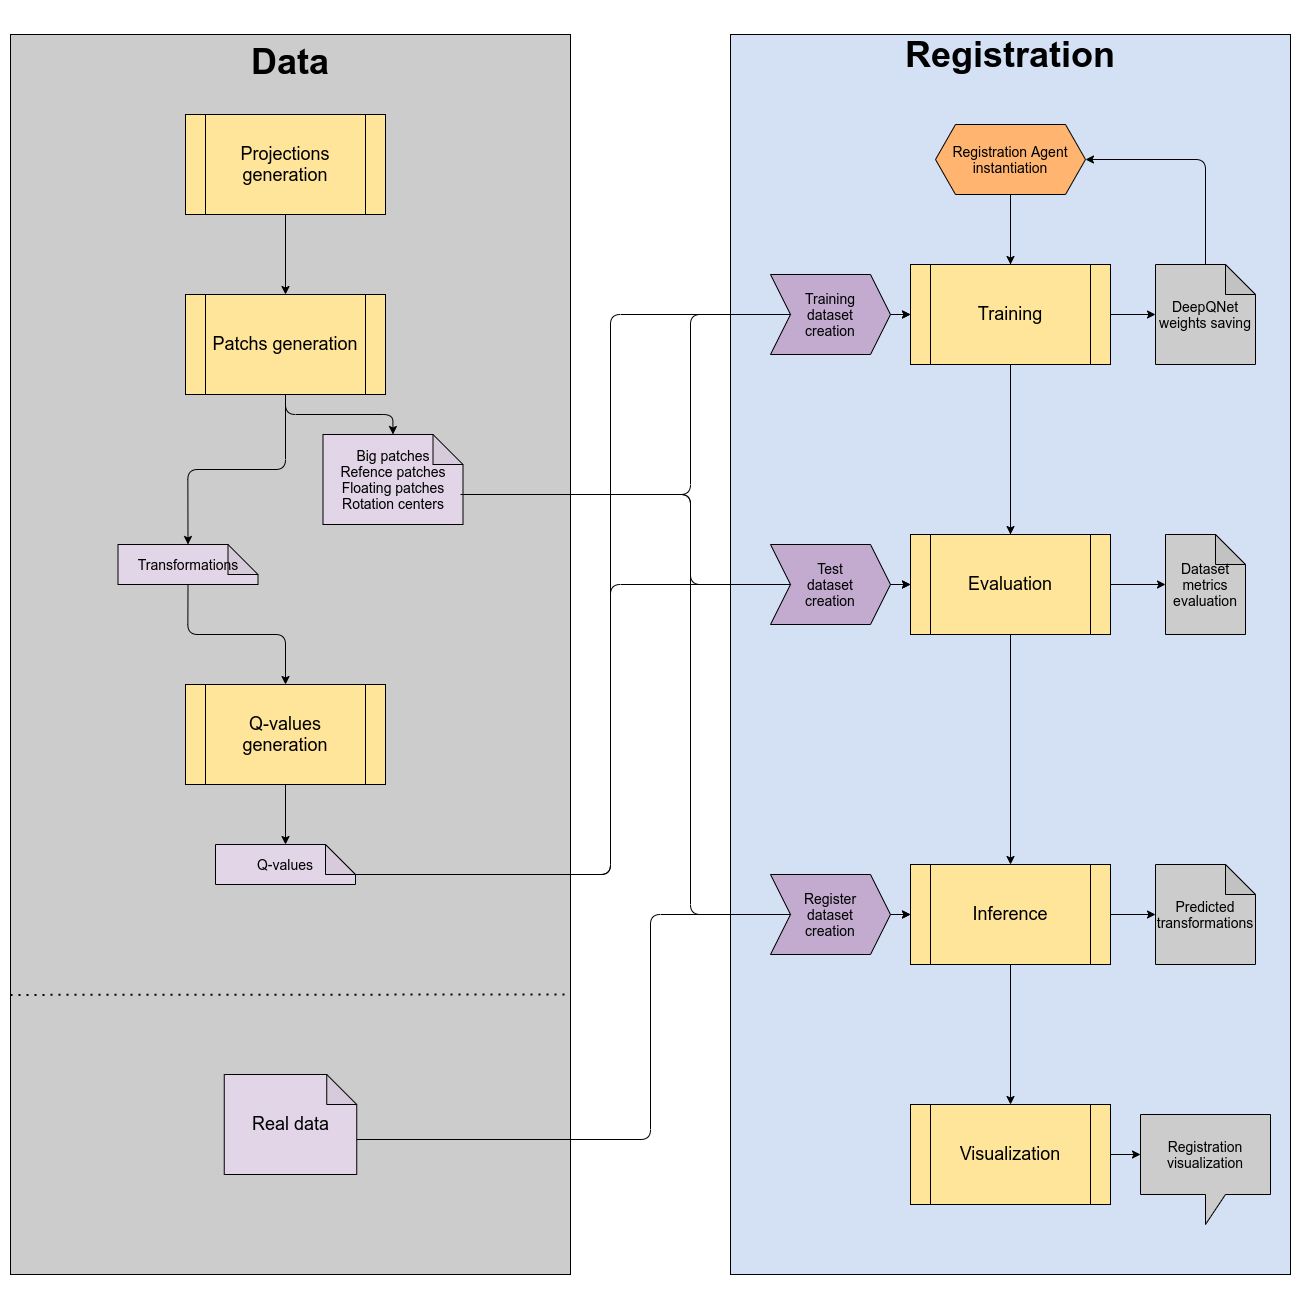 Data
Projections
generation
Patchs generation
Big patches
Refence patches
Floating patches
Rotation centers
Transformations
Q-values
generation
Q-values
Real data
Registration
Registration Agent
instantiation
Training
dataset
creation
Training
DeepQNet
weights saving
Test
dataset
creation
Evaluation
Dataset
metrics
evaluation
Register
dataset
creation
Inference
Predicted
transformations
Visualization
Registration
visualization